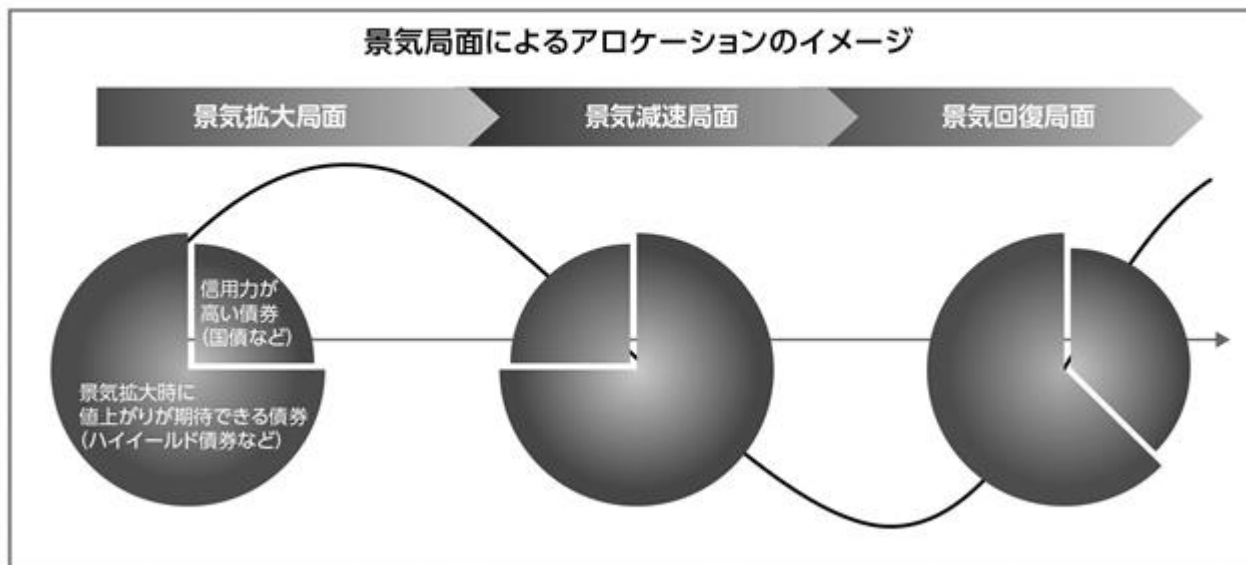 景気局面によるアロケーションのイメージ
景気拡大局面
景気減速局面
景気回復局面
信用力が
高い債券
(国債など)
景気拡大時に
値上がりが期待できる債券
(ハイイールド債券など)